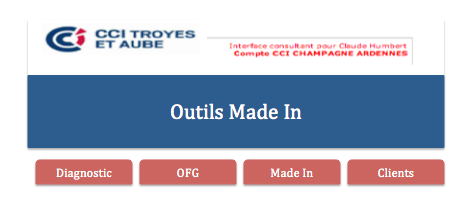 CCI TROYES
ET AUBE
Interface consultant pour Claude Humbert
Compte CCI CHAMPAGNE ARDENNES
Outils Made In
Diagnostic
OFG
Made In
Clients